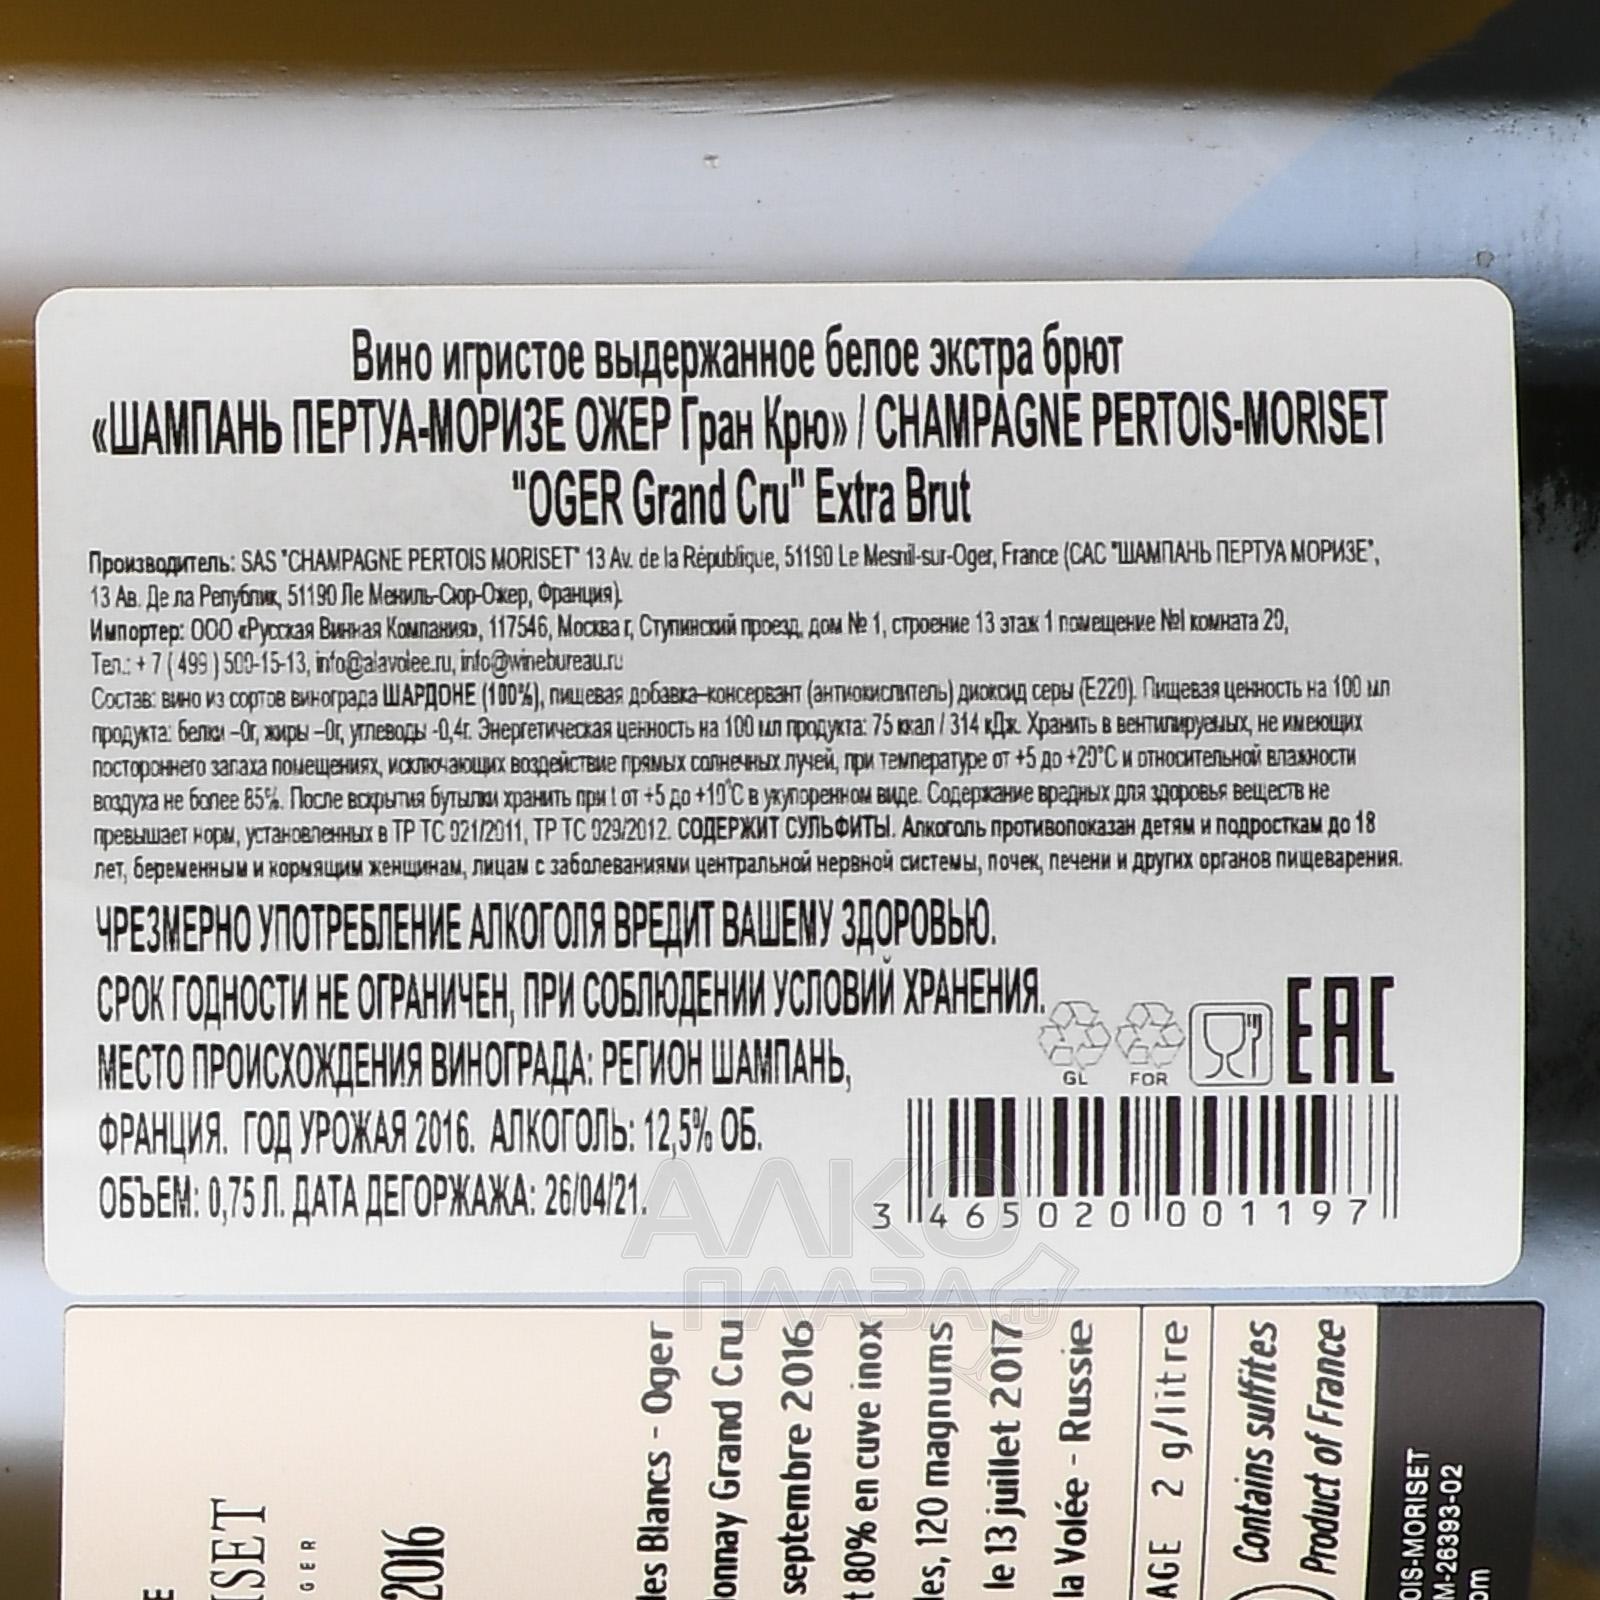 Вино игристое выдержанное белое экстра брют
«ШАМПАНЬ ПЕРТУА-МОРИЗЕ ОЖЕР Гран Крю» / CHAMPAGNE PERTOIS-MORISET
"OGER Grand Cru" Extra Brut
Производитель: SAS "CHAMPAGNE PERTOIS MORISET" 13 Av. de la République, 51190 Le Mesnil-sur-Oger, France (САС "ШАМПАНЬ ПЕРТУА МОРИЗЕ",
13 Ав. Де ла Републик, 51190 Ле Мениль-Сюр-Ожер, Франция).
Импортер: ООО «Русская Винная Компания», 117546, Москва г, Ступинский проезд, дом № 1, строение 13 этаж 1 помещение №I комната 20,
Тел.: + 7 ( 499 ) 500-15-13, info@alavolee.ru, info@winebureau.ru
Состав: вино из сортов винограда ШАРДОНЕ (100%), пищевая добавка–консервант (антиокислитель) диоксид серы (Е220). Пищевая ценность на 100 мл
продукта: белки –0г, жиры –0г, углеводы -0,4г. Энергетическая ценность на 100 мл продукта: 75 ккал / 314 кДж. Хранить в вентилируемых, не имеющих
постороннего запаха помещениях, исключающих воздействие прямых солнечных лучей, при температуре от +5 до +20°С и относительной влажности
воздуха не более 85%. После вскрытия бутылки хранить при t от +5 до +10°С в укупоренном виде. Содержание вредных для здоровья веществ не
превышает норм, установленных в ТР ТС 021/2011, ТР ТС 029/2012. СОДЕРЖИТ СУЛЬФИТЫ. Алкоголь противопоказан детям и подросткам до 18
лет, беременным и кормящим женщинам, лицам с заболеваниями центральной нервной системы, почек, печени и других органов пищеварения.
ЧРЕЗМЕРНО УПОТРЕБЛЕНИЕ АЛКОГОЛЯ ВРЕДИТ ВАШЕМУ ЗДОРОВЬЮ.
СРОК ГОДНОСТИ НЕ ОГРАНИЧЕН, ПРИ СОБЛЮДЕНИИ УСЛОВИЙ ХРАНЕНИЯ.
МЕСТО ПРОИСХОЖДЕНИЯ ВИНОГРАДА: РЕГИОН ШАМПАНЬ,
ФРАНЦИЯ. ГОД УРОЖАЯ 2016. АЛКОГОЛЬ: 12,5% ОБ.
ОБЪЕМ: 0,75 Л. ДАТА ДЕГОРЖАЖА: 26/04/21.
GL FOR EAC
3 465020 001197
АЛКО
ПЛАЗА.ru
ISET
GER
2016
des Blancs - Oger
donnay Grand Cru
septembre 2016
t 80% en cuve inox
les, 120 magnums
le 13 juillet 2017
la Volée - Russie
AGE 2 g/litre
Contains sulfites
Product of France
OIS-MORISET
M-26393-02
om